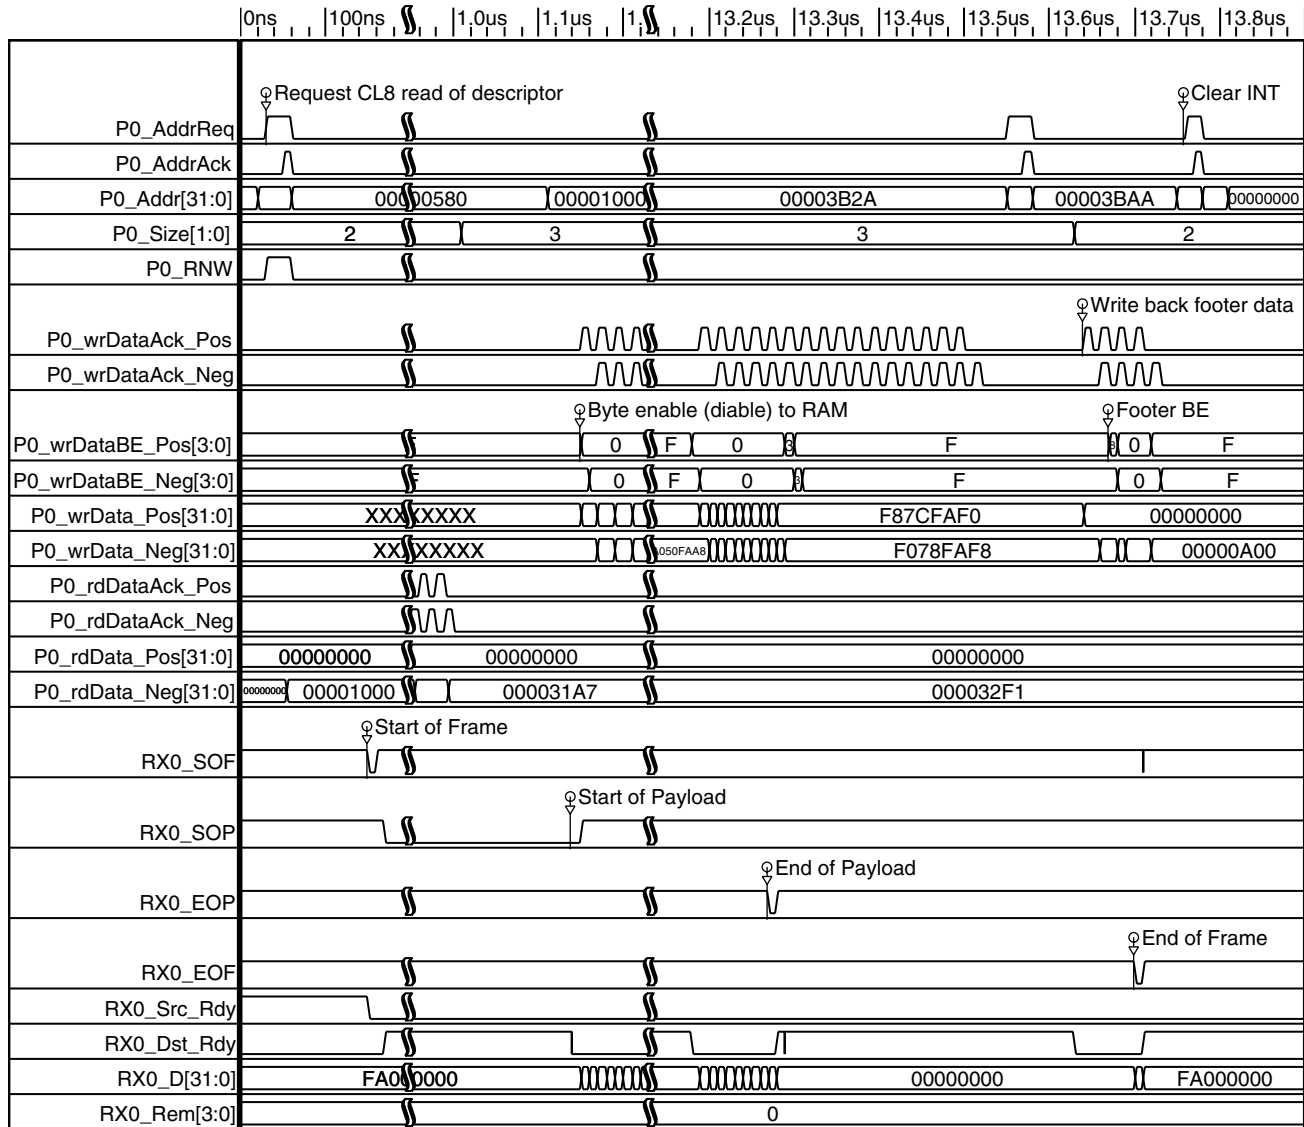 0ns 100ns 1.0us 1.1us 1. 13.2us 13.3us 13.4us 13.5us 13.6us 13.7us 13.8us
Request CL8 read of descriptor Clear INT
P0_AddrReq
P0_AddrAck
P0_Addr[31:0] 00000580 00001000 00003B2A 00003BAA 00000000
P0_Size[1:0] 2 3 3 2
P0_RNW
Write back footer data
P0_wrDataAck_Pos
P0_wrDataAck_Neg
Byte enable (diable) to RAM Footer BE
P0_wrDataBE_Pos[3:0] F 0 F 0 3 F 3 0 F
P0_wrDataBE_Neg[3:0] F 0 F 0 3 F 0 F
P0_wrData_Pos[31:0] XXXXXXXX F87CFAF0 00000000
P0_wrData_Neg[31:0] XXXXXXXX A050FAA8 F078FAF8 00000A00
P0_rdDataAck_Pos
P0_rdDataAck_Neg
P0_rdData_Pos[31:0] 00000000 00000000 00000000
P0_rdData_Neg[31:0] 00000000 00001000 000031A7 000032F1
Start of Frame
RX0_SOF
Start of Payload
RX0_SOP
End of Payload
RX0_EOP
End of Frame
RX0_EOF
RX0_Src_Rdy
RX0_Dst_Rdy
RX0_D[31:0] FA000000 00000000 FA000000
RX0_Rem[3:0] 0